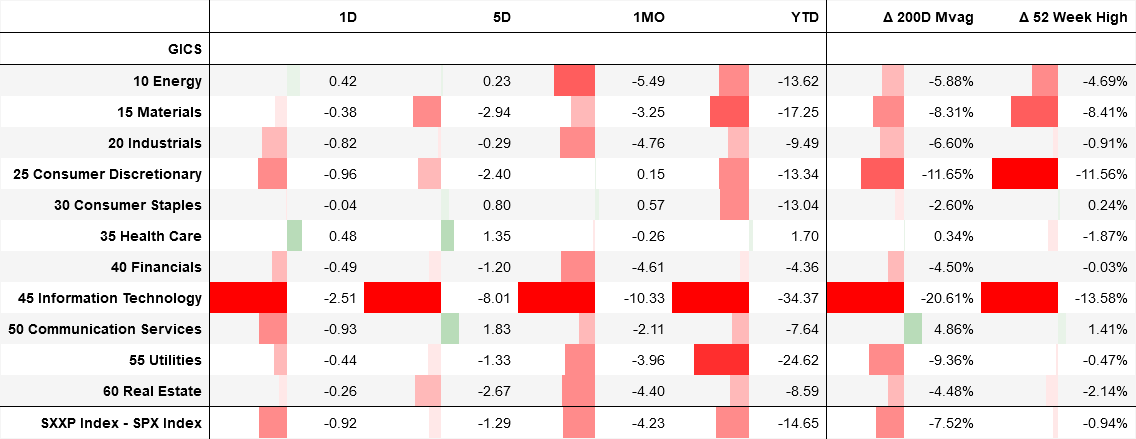 1D 5D 1MO YTD Δ 200D Mvag Δ 52 Week High
GICS
10 Energy 0.42 0.23 -5.49 -13.62 -5.88% -4.69%
15 Materials -0.38 -2.94 -3.25 -17.25 -8.31% -8.41%
20 Industrials -0.82 -0.29 -4.76 -9.49 -6.60% -0.91%
25 Consumer Discretionary -0.96 -2.40 0.15 -13.34 -11.65% -11.56%
30 Consumer Staples -0.04 0.80 0.57 -13.04 -2.60% 0.24%
35 Health Care 0.48 1.35 -0.26 1.70 0.34% -1.87%
40 Financials -0.49 -1.20 -4.61 -4.36 -4.50% -0.03%
45 Information Technology -2.51 -8.01 -10.33 -34.37 -20.61% -13.58%
50 Communication Services -0.93 1.83 -2.11 -7.64 4.86% 1.41%
55 Utilities -0.44 -1.33 -3.96 -24.62 -9.36% -0.47%
60 Real Estate -0.26 -2.67 -4.40 -8.59 -4.48% -2.14%
SXXP Index - SPX Index -0.92 -1.29 -4.23 -14.65 -7.52% -0.94%